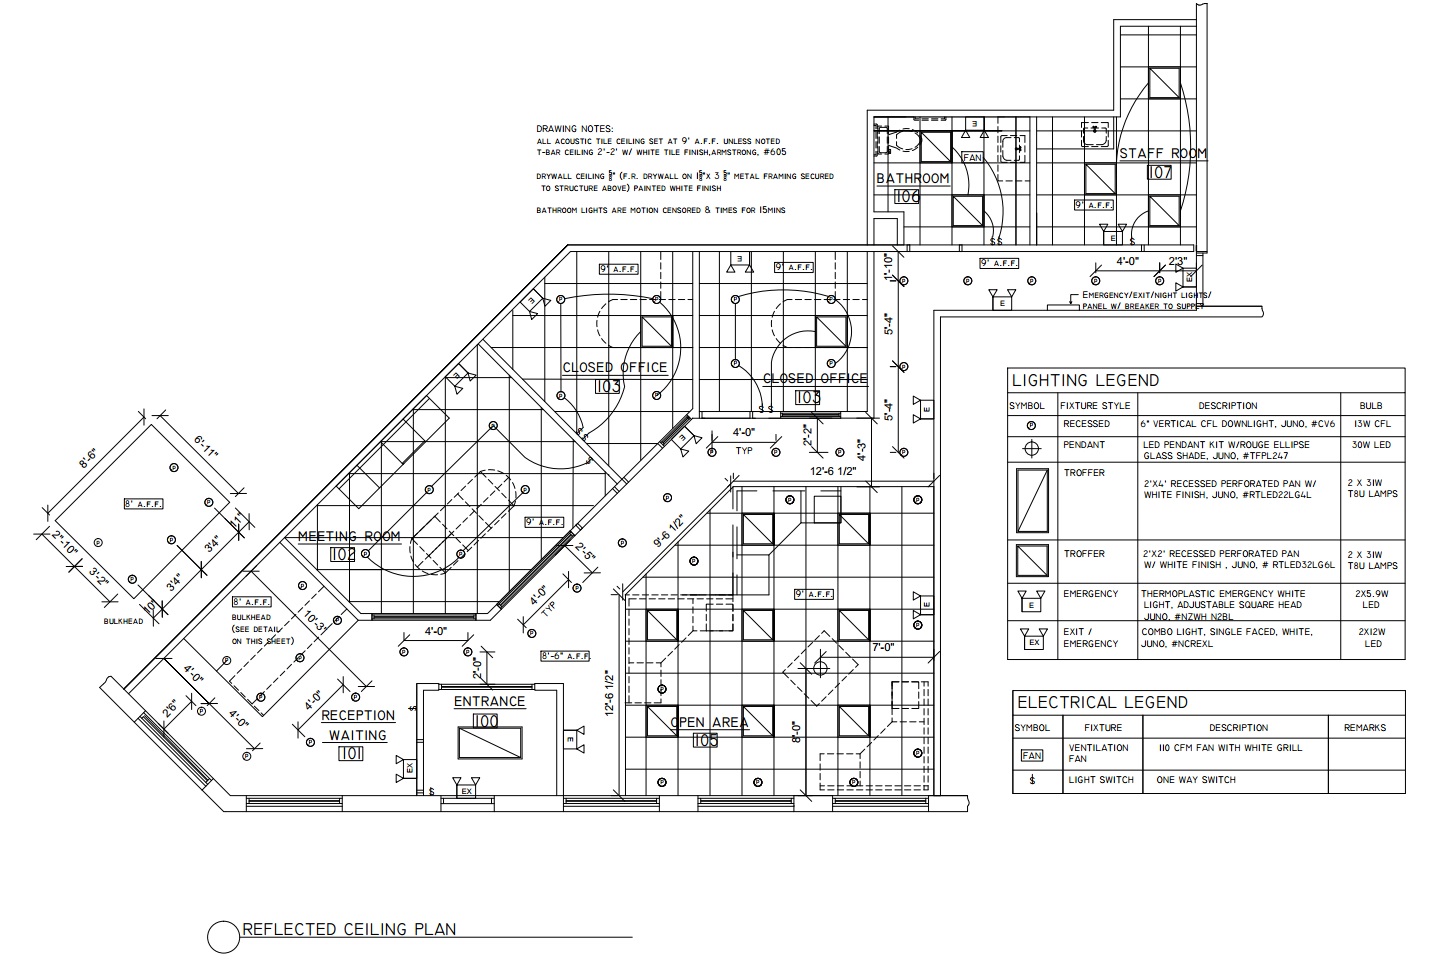 DRAWING NOTES:
ALL ACOUSTIC TILE CEILING SET AT 9' A.F.F. UNLESS NOTED
T-BAR CEILING 2'-2' W/ WHITE TILE FINISH,ARMSTRONG, #605
DRYWALL CEILING ⅝" (F.R. DRYWALL ON 1⅝"X 3 ⅝" METAL FRAMING SECURED
TO STRUCTURE ABOVE) PAINTED WHITE FINISH
BATHROOM LIGHTS ARE MOTION CENSORED & TIMES FOR 15MINS
BATHROOM
106
FAN
E
STAFF ROOM
107
9' A.F.F.
E
9' A.F.F.
4'-0"
2'3"
EX
E
EMERGENCY/EXIT/NIGHT LIGHTS/
PANEL W/ BREAKER TO SUPPLY
1'-10"
5'-4"
5'-4"
4'-3"
9' A.F.F.
CLOSED OFFICE
103
E
9' A.F.F.
CLOSED OFFICE
103
E
E
E
4'-0"
TYP
2'-2"
12'-6 1/2"
9'-6 1/2"
E
MEETING ROOM
102
9' A.F.F.
2'-5"
4'-0"
TYP
8'-6"
6'-11"
8' A.F.F.
2'-10"
3'-2"
10"
3'4"
3'4"
11"
BULKHEAD
8' A.F.F.
BULKHEAD
(SEE DETAIL
ON THIS SHEET)
10'-3"
4'-0"
2'6"
4'-0"
4'-0"
RECEPTION
WAITING
101
4'-0"
2'-0"
8'-6" A.F.F.
ENTRANCE
100
EX
EX
E
12'-6 1/2"
9' A.F.F.
E
7'-0"
8'-0"
OPEN AREA
105
LIGHTING LEGEND
SYMBOL FIXTURE STYLE DESCRIPTION BULB
P RECESSED 6" VERTICAL CFL DOWNLIGHT, JUNO, #CV6 13W CFL
PENDANT LED PENDANT KIT W/ROUGE ELLIPSE 30W LED
GLASS SHADE, JUNO, #TFPL247
TROFFER 2'X4' RECESSED PERFORATED PAN W/ 2 X 31W
WHITE FINISH, JUNO, #RTLED22LG4L T8U LAMPS
TROFFER 2'X2' RECESSED PERFORATED PAN 2 X 31W
W/ WHITE FINISH , JUNO, # RTLED32LG6L T8U LAMPS
E EMERGENCY THERMOPLASTIC EMERGENCY WHITE 2X5.9W
LIGHT, ADJUSTABLE SQUARE HEAD LED
JUNO, #NZWH N2BL
EX EXIT / COMBO LIGHT, SINGLE FACED, WHITE, 2X12W
EMERGENCY JUNO, #NCREXL LED
ELECTRICAL LEGEND
SYMBOL FIXTURE DESCRIPTION REMARKS
FAN VENTILATION 110 CFM FAN WITH WHITE GRILL
FAN
$ LIGHT SWITCH ONE WAY SWITCH
REFLECTED CEILING PLAN